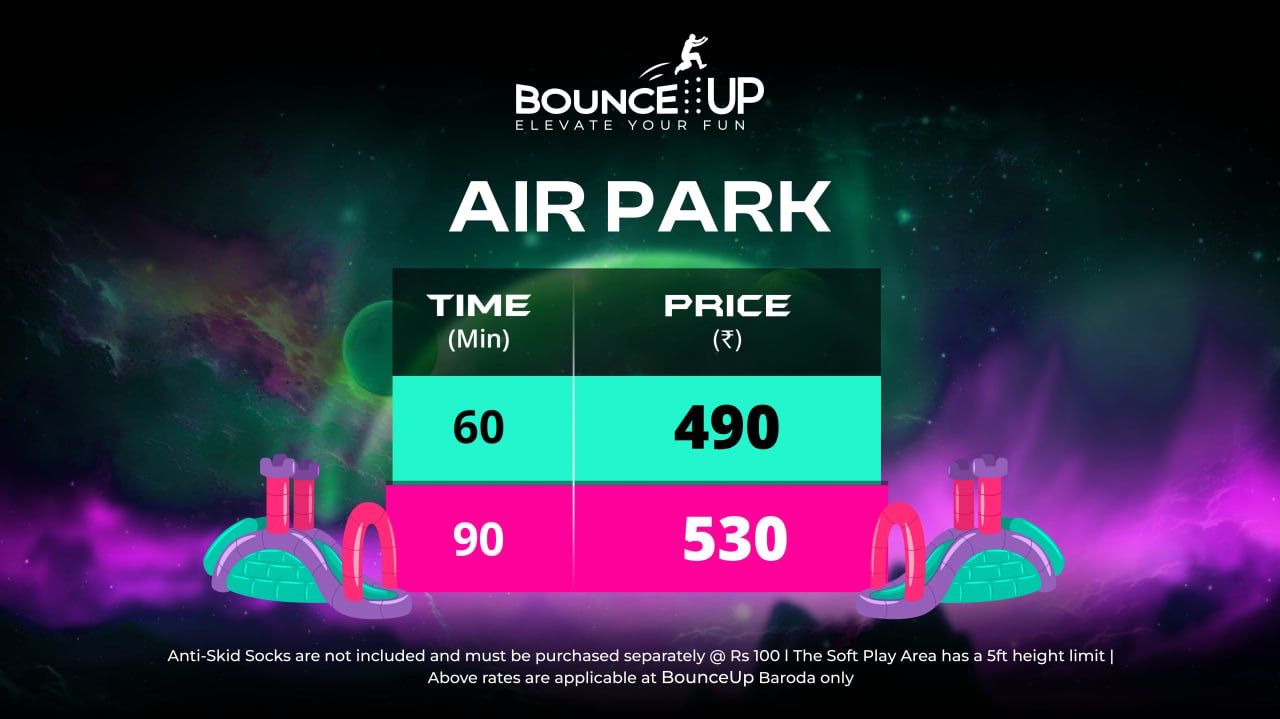 BOUNCE UP
ELEVATE YOUR FUN
AIR PARK
TIME PRICE
(Min) (₹)
60 490
90 530
Anti-Skid Socks are not included and must be purchased separately @ Rs 100 l The Soft Play Area has a 5ft height limit |
Above rates are applicable at BounceUp Baroda only